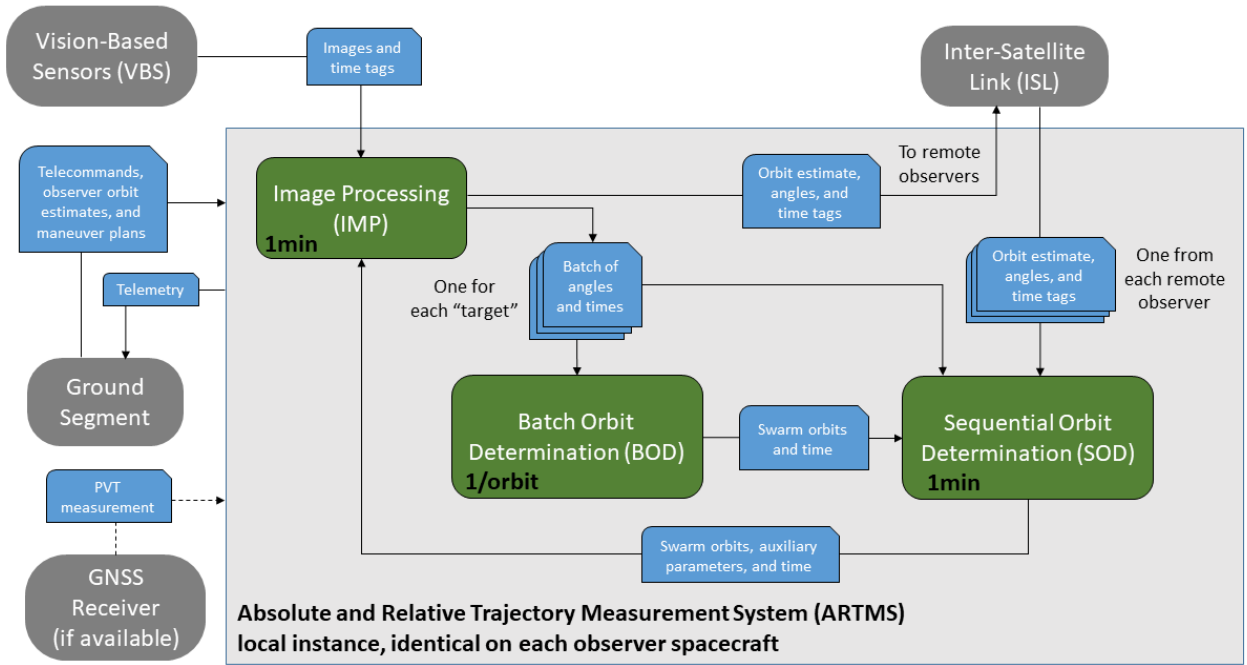 Vision-Based
Sensors (VBS)
Images and
time tags
Inter-Satellite
Link (ISL)
Telecommands,
observer orbit
estimates, and
maneuver plans
Image Processing
(IMP)
1min
Orbit estimate,
angles, and
time tags
To remote
observers
Telemetry
One for
each “target”
Batch of
angles
and times
Orbit estimate,
angles, and
time tags
One from
each remote
observer
Ground
Segment
Batch Orbit
Determination (BOD)
1/orbit
Swarm orbits
and time
Sequential Orbit
Determination (SOD)
1min
PVT
measurement
Swarm orbits, auxiliary
parameters, and time
GNSS
Receiver
(if available)
Absolute and Relative Trajectory Measurement System (ARTMS)
local instance, identical on each observer spacecraft